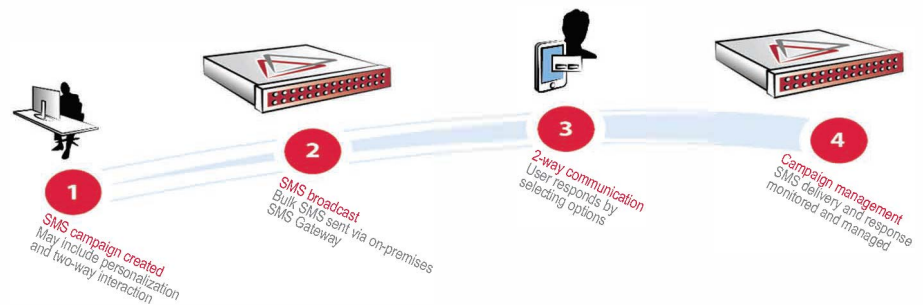 1
SMS campaign created
May include personalization
and two-way interaction
2
SMS broadcast
Bulk SMS sent via on-premises
SMS Gateway
3
2-way communication
User responds by
selecting options
4
Campaign management
SMS delivery and response
monitored and managed